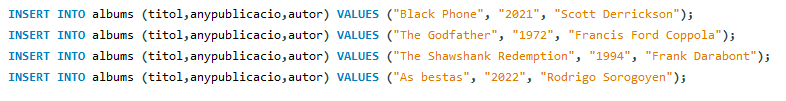 INSERT INTO albums (titol,anypublicacio,autor) VALUES ("Black Phone", "2021", "Scott Derrickson");
INSERT INTO albums (titol,anypublicacio,autor) VALUES ("The Godfather", "1972", "Francis Ford Coppola");
INSERT INTO albums (titol,anypublicacio,autor) VALUES ("The Shawshank Redemption", "1994", "Frank Darabont");
INSERT INTO albums (titol,anypublicacio,autor) VALUES ("As bestas", "2022", "Rodrigo Sorogoyen");